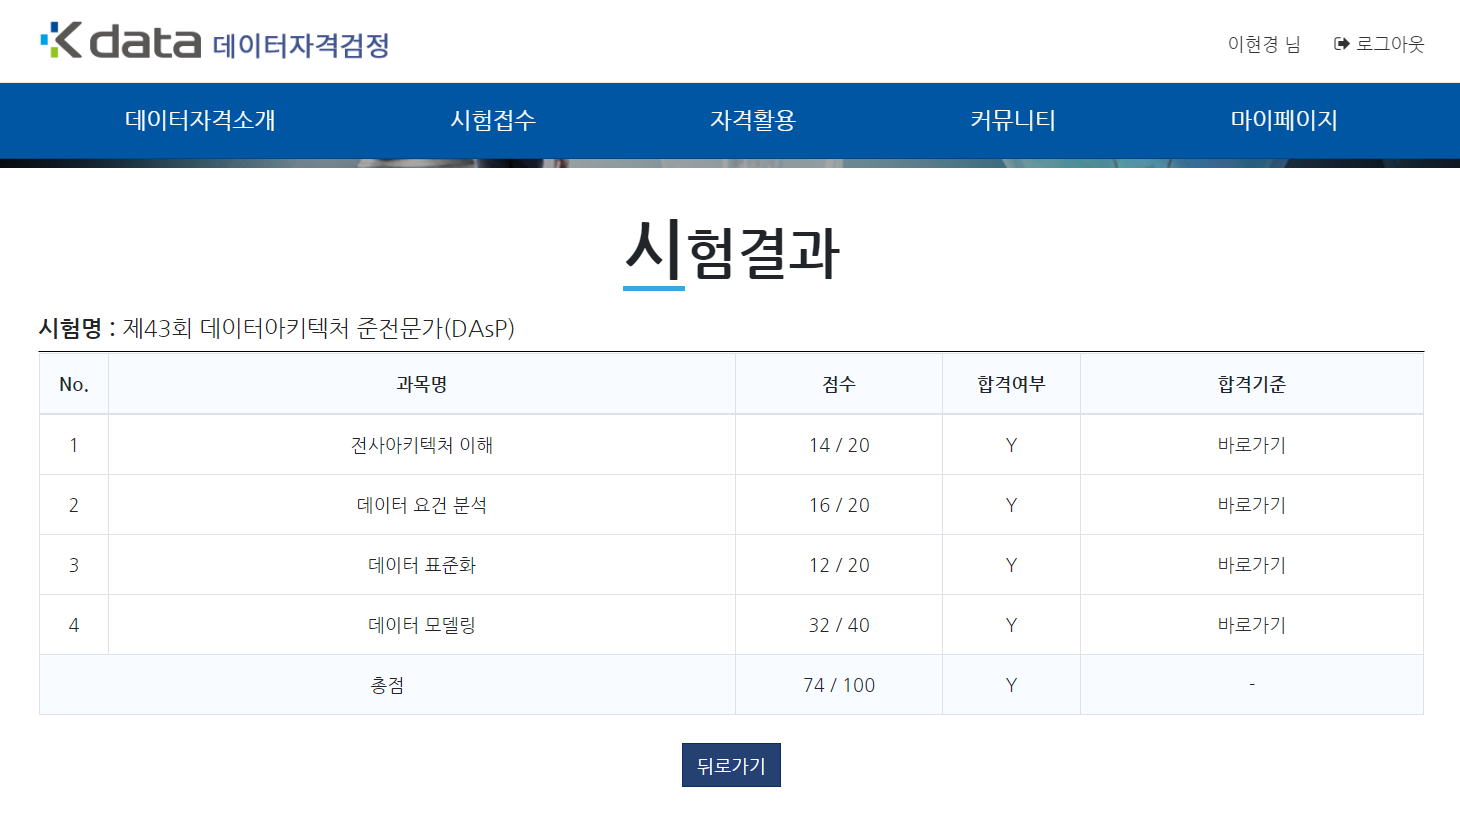 Kdata 데이터자격검정
이현경 님 로그아웃
데이터자격소개 시험접수 자격활용 커뮤니티 마이페이지
시험결과
시험명 : 제43회 데이터아키텍처 준전문가(DAsP)
No. 과목명 점수 합격여부 합격기준
1 전사아키텍처 이해 14 / 20 Y 바로가기
2 데이터 요건 분석 16 / 20 Y 바로가기
3 데이터 표준화 12 / 20 Y 바로가기
4 데이터 모델링 32 / 40 Y 바로가기
총점 74 / 100 Y -
뒤로가기